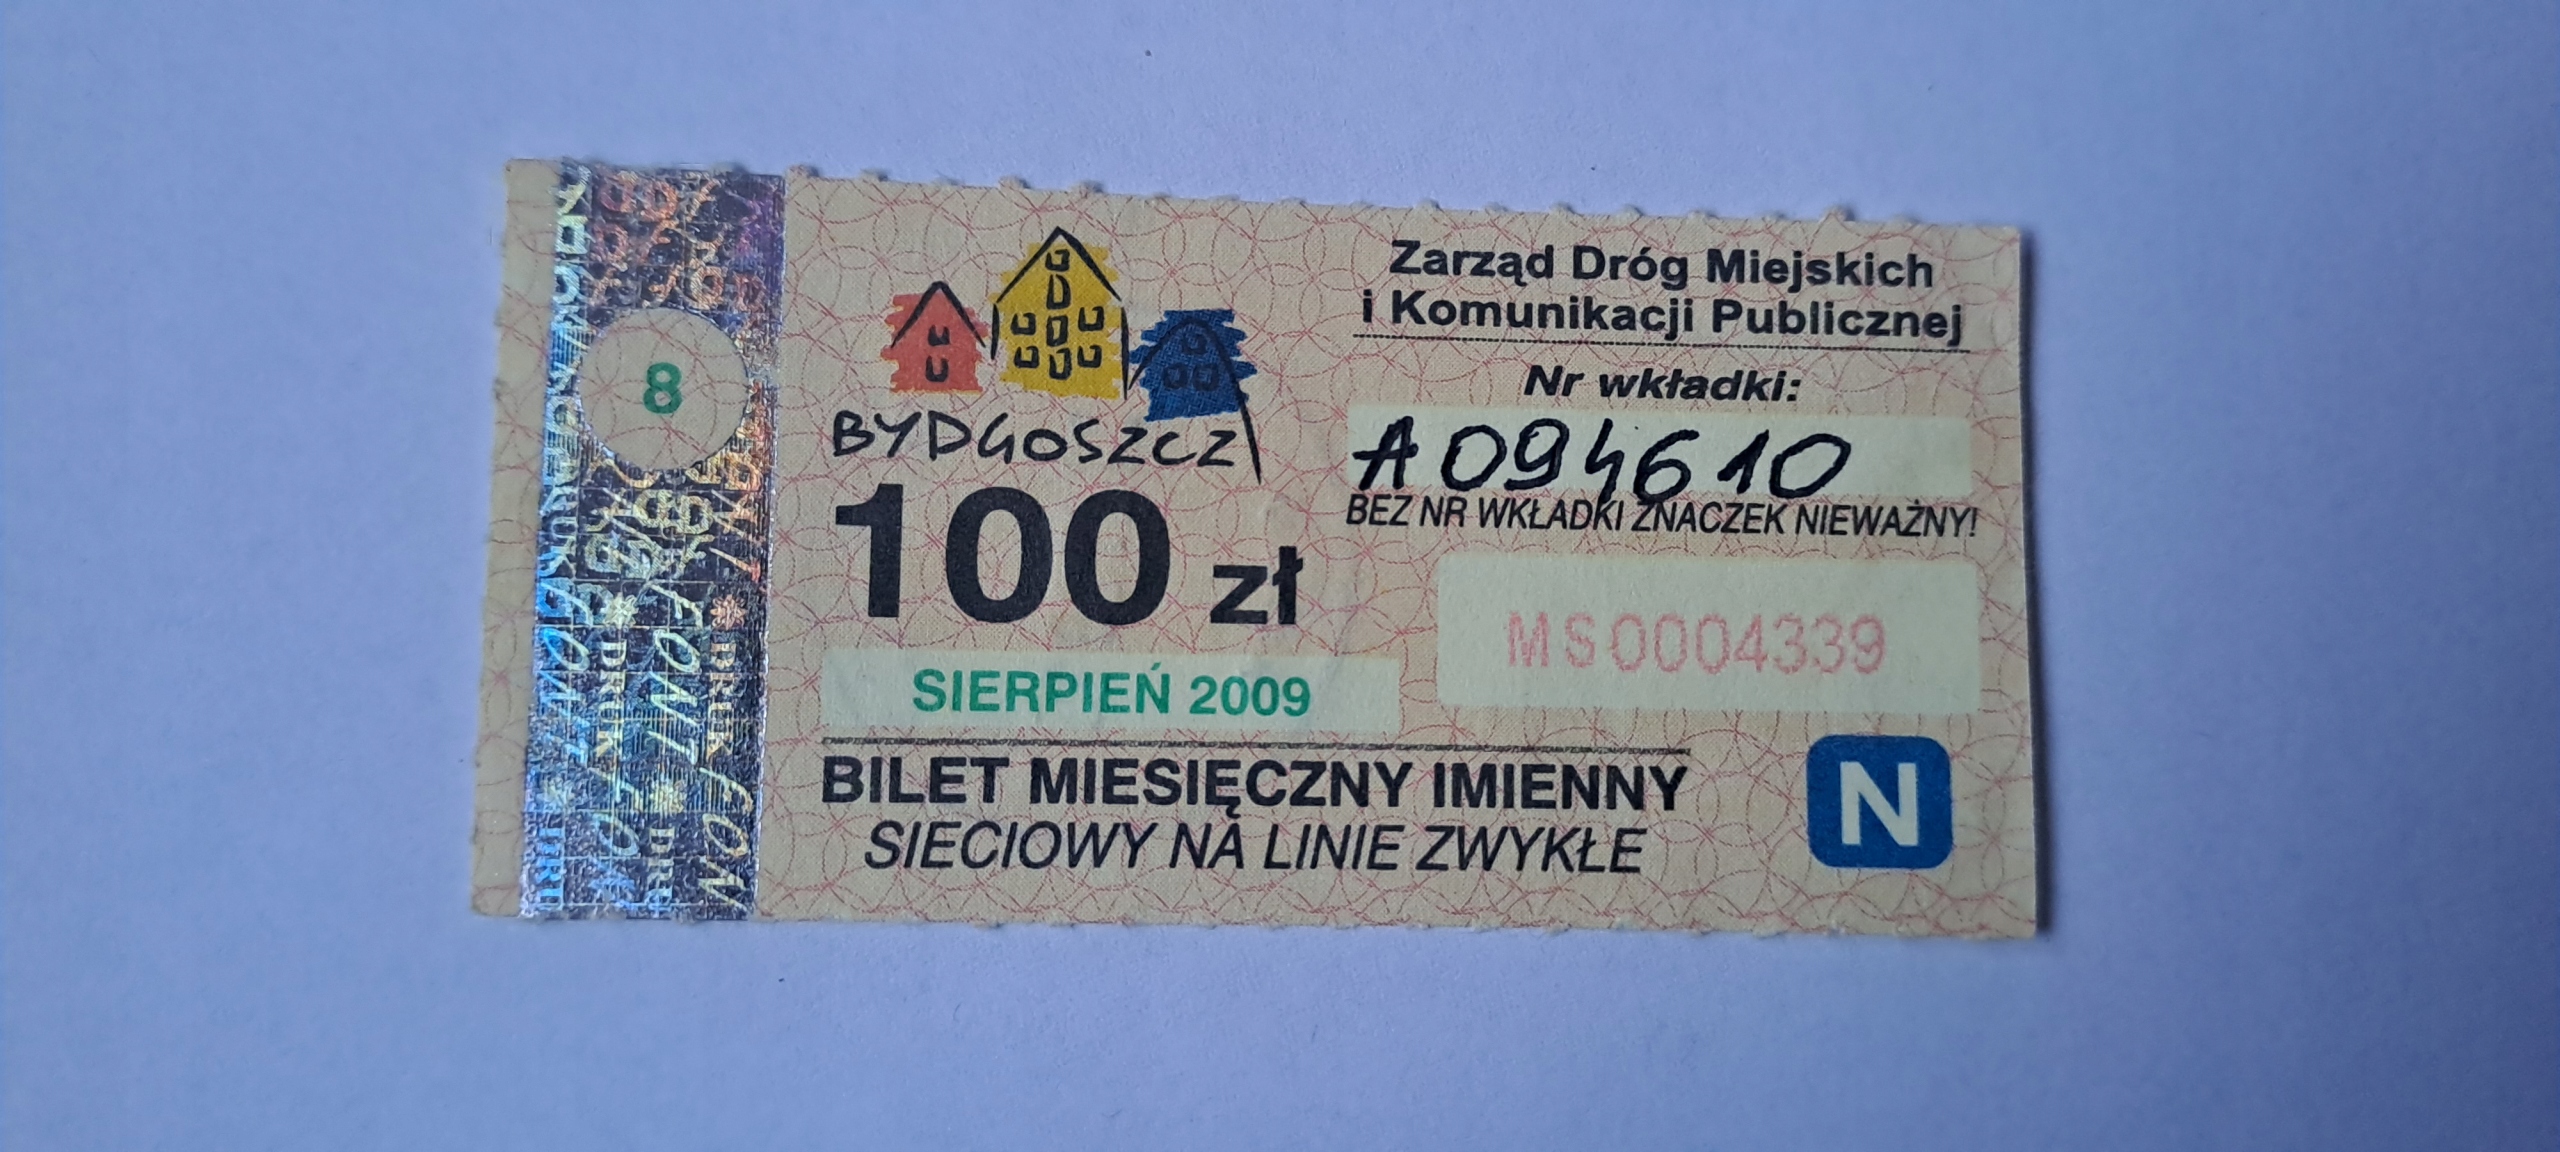 8
BYDGOSZCZ
100 zł
SIERPIEŃ 2009
BILET MIESIĘCZNY IMIENNY
SIECIOWY NA LINIE ZWYKŁE
Zarząd Dróg Miejskich
i Komunikacji Publicznej
Nr wkładki:
A094610
BEZ NR WKŁADKI ZNACZEK NIEWAŻNY!
MS0004339
N